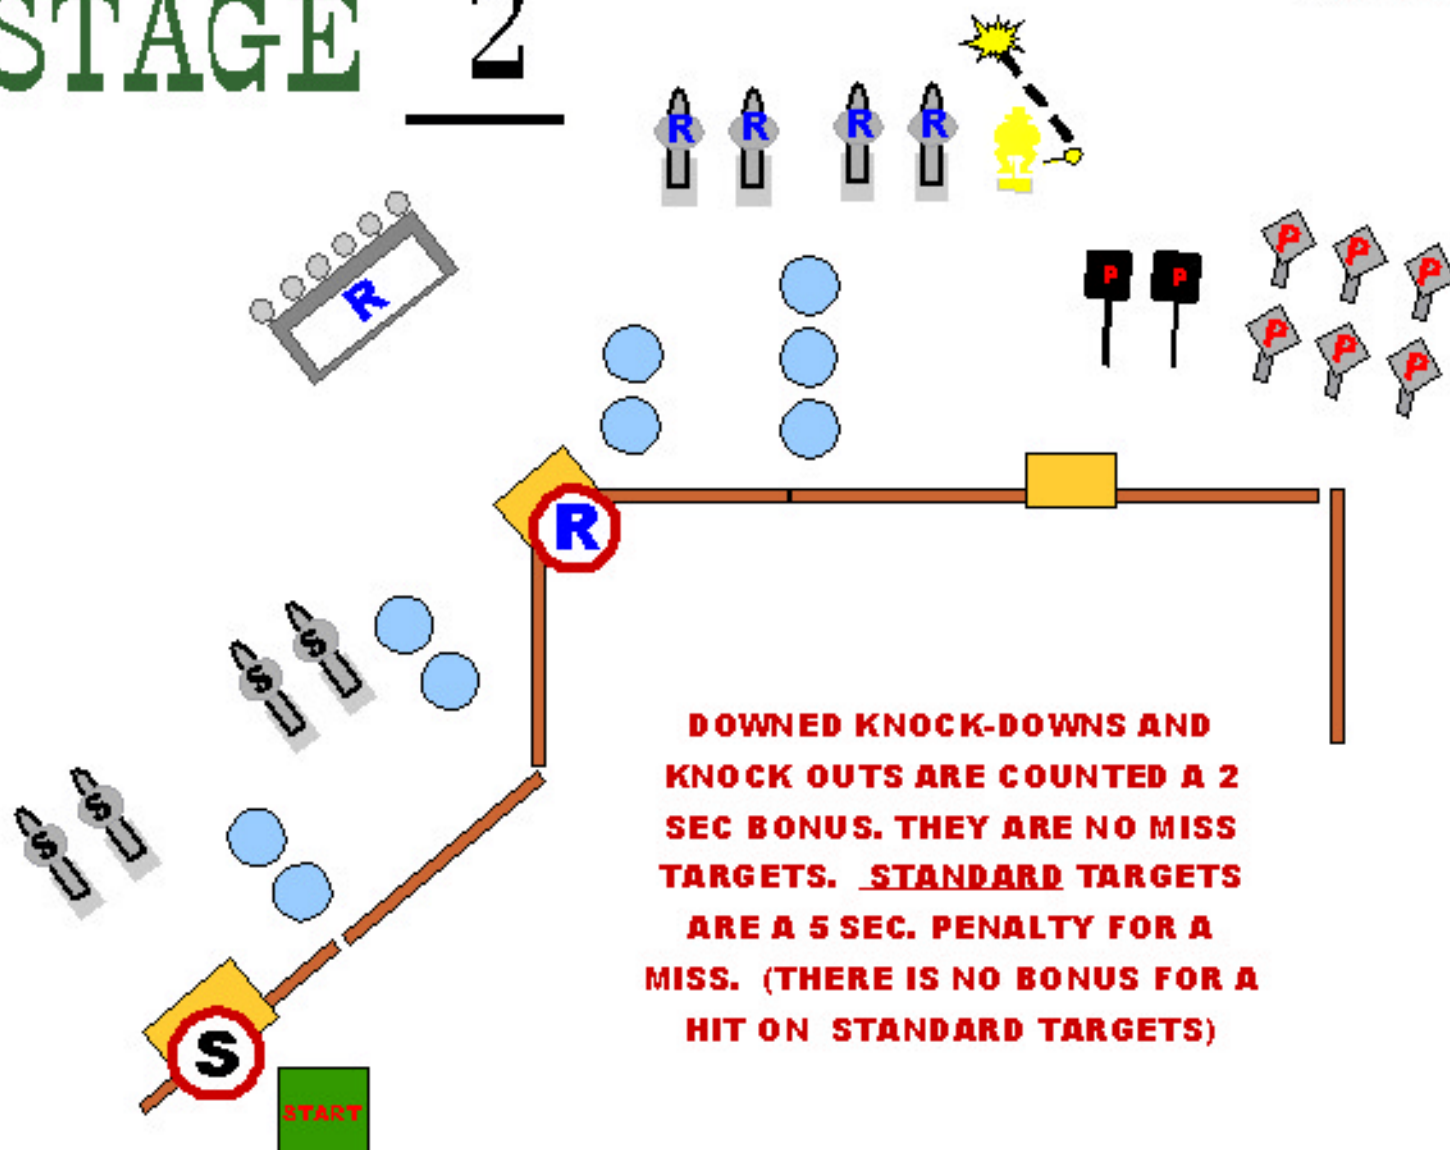 STAGE 2
R R R R
P P P P P
P P P
R
R
S S
S S
DOWNED KNOCK-DOWNS AND
KNOCK OUTS ARE COUNTED A 2
SEC BONUS. THEY ARE NO MISS
TARGETS. STANDARD TARGETS
ARE A 5 SEC. PENALTY FOR A
MISS. (THERE IS NO BONUS FOR A
HIT ON STANDARD TARGETS)
S
START